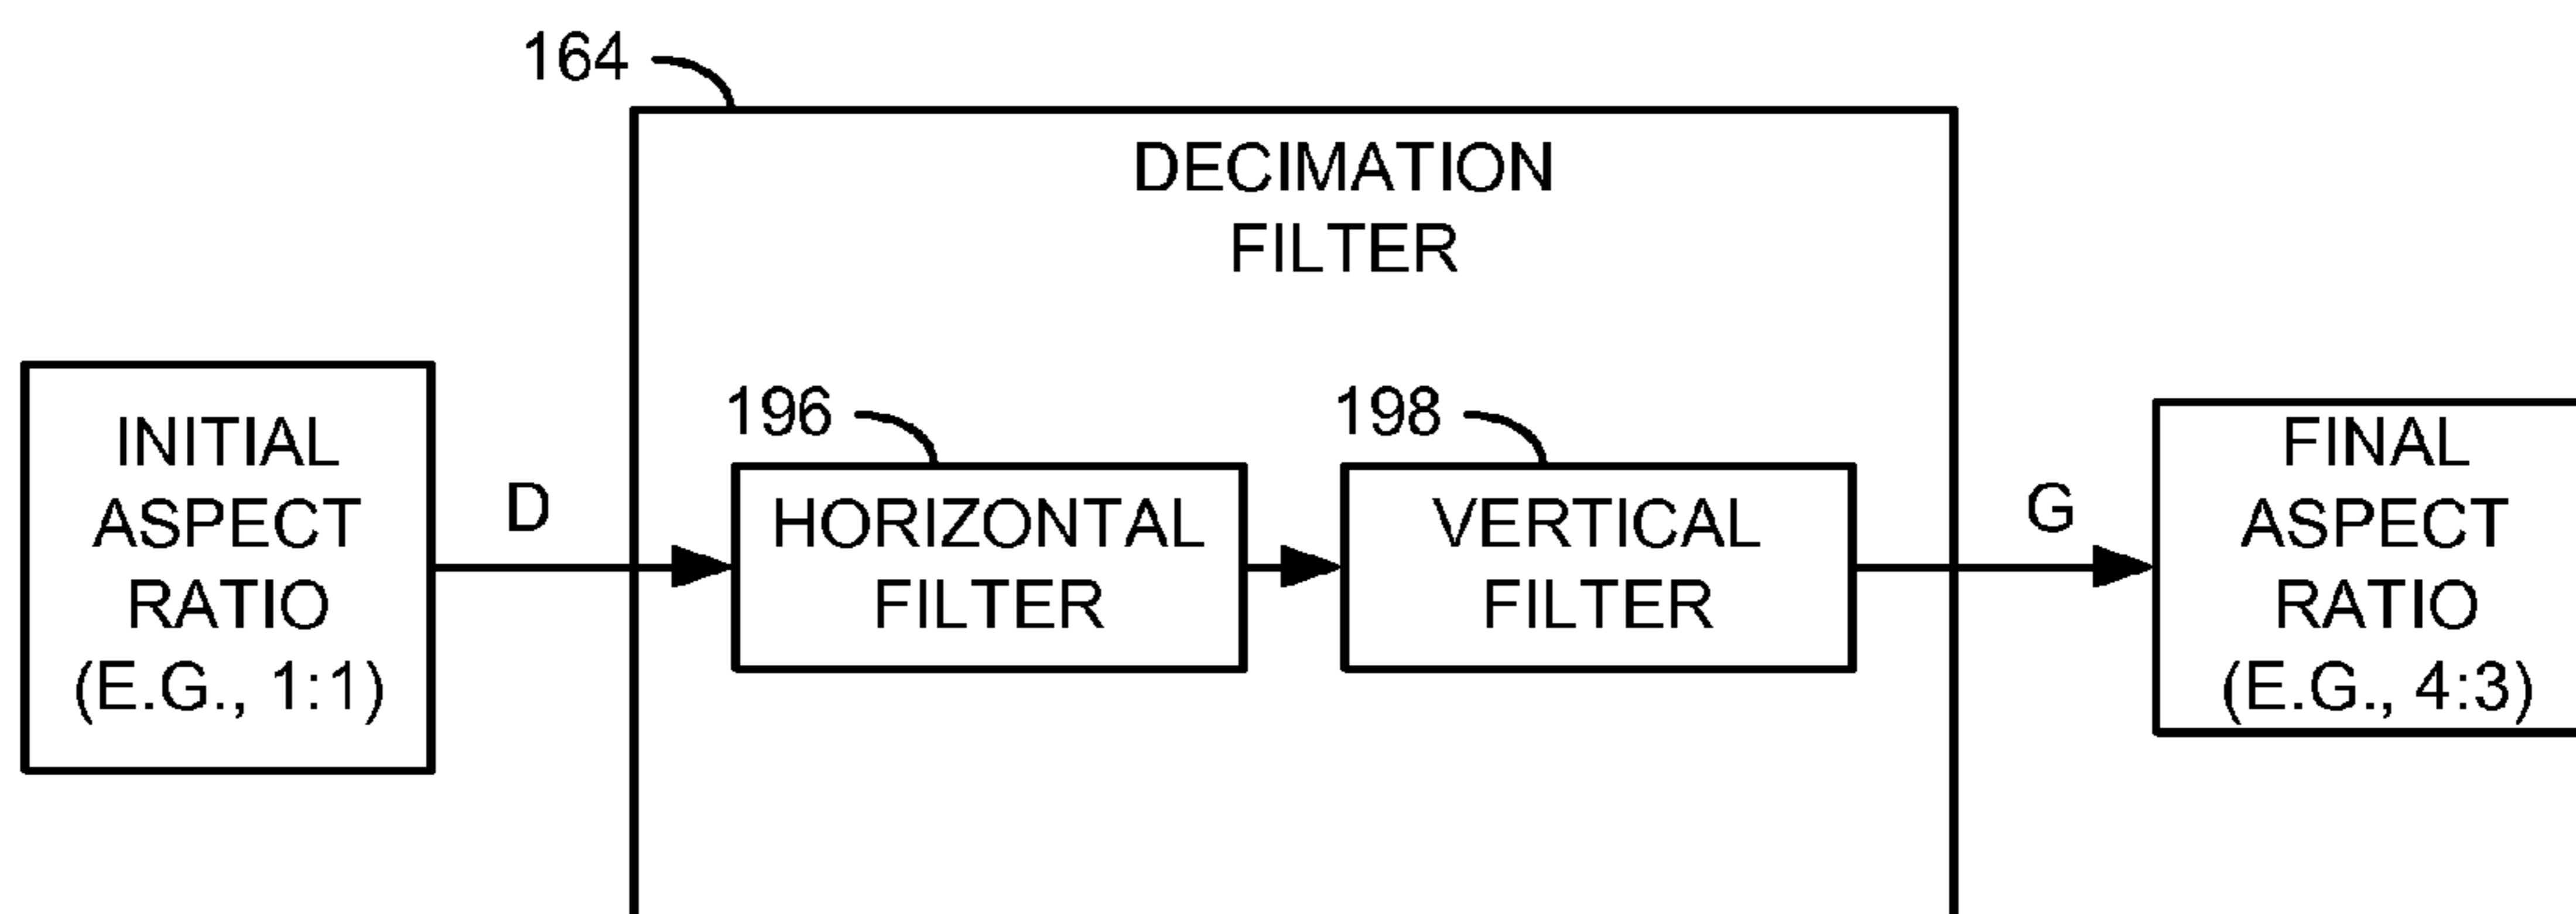 164
DECIMATION
FILTER
INITIAL
ASPECT
RATIO
(E.G., 1:1)
D
196
HORIZONTAL
FILTER
198
VERTICAL
FILTER
G
FINAL
ASPECT
RATIO
(E.G., 4:3)